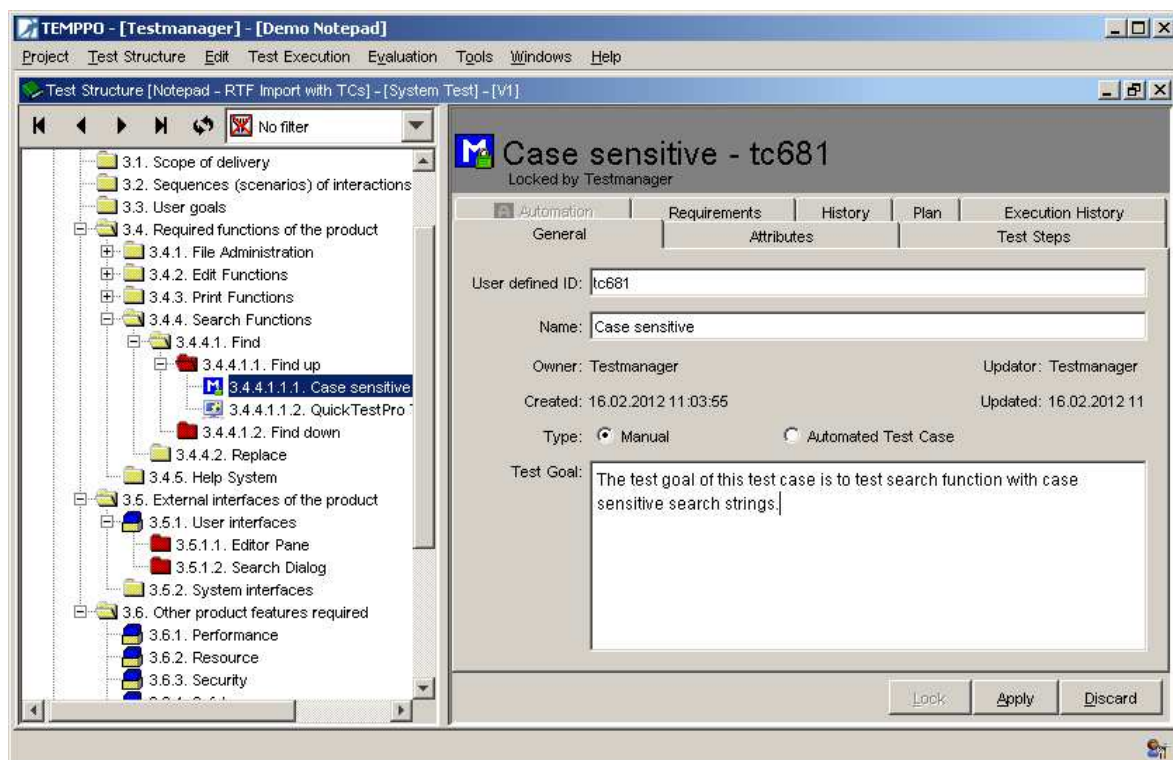 TEMPPO - [Testmanager] - [Demo Notepad]
Project Test Structure Edit Test Execution Evaluation Tools Windows Help
Test Structure [Notepad - RTF Import with TCs] - [System Test] - [V1]
No filter
3.1. Scope of delivery
3.2. Sequences (scenarios) of interactions
3.3. User goals
3.4. Required functions of the product
3.4.1. File Administration
3.4.2. Edit Functions
3.4.3. Print Functions
3.4.4. Search Functions
3.4.4.1. Find
3.4.4.1.1. Find up
3.4.4.1.1.1. Case sensitive
3.4.4.1.1.2. QuickTestPro
3.4.4.1.2. Find down
3.4.4.2. Replace
3.4.5. Help System
3.5. External interfaces of the product
3.5.1. User interfaces
3.5.1.1. Editor Pane
3.5.1.2. Search Dialog
3.5.2. System interfaces
3.6. Other product features required
3.6.1. Performance
3.6.2. Resource
3.6.3. Security
M Case sensitive - tc681
Locked by Testmanager
A Automation Requirements History Plan Execution History
General Attributes Test Steps
User defined ID: tc681
Name: Case sensitive
Owner: Testmanager Updator: Testmanager
Created: 16.02.2012 11:03:55 Updated: 16.02.2012 11
Type: Manual Automated Test Case
Test Goal: The test goal of this test case is to test search function with case
sensitive search strings.
Lock Apply Discard